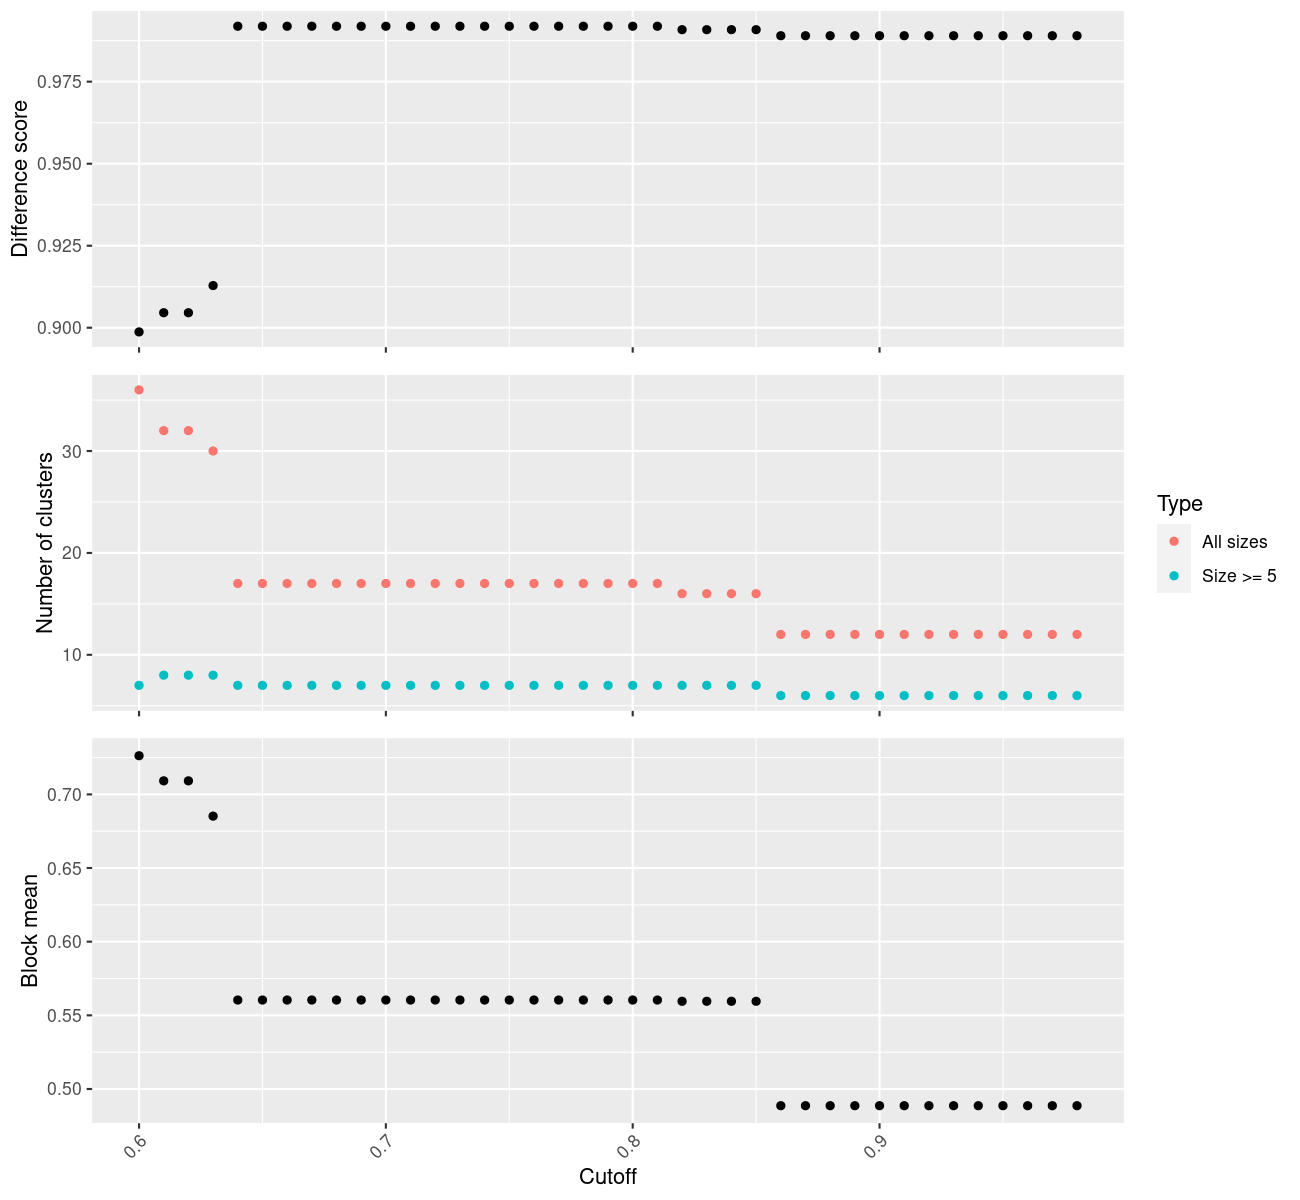 Difference score
0.975
0.950
0.925
0.900
Number of clusters
30
20
10
Type
All sizes
Size >= 5
Block mean
0.70
0.65
0.60
0.55
0.50
0.6 0.7 0.8 0.9
Cutoff